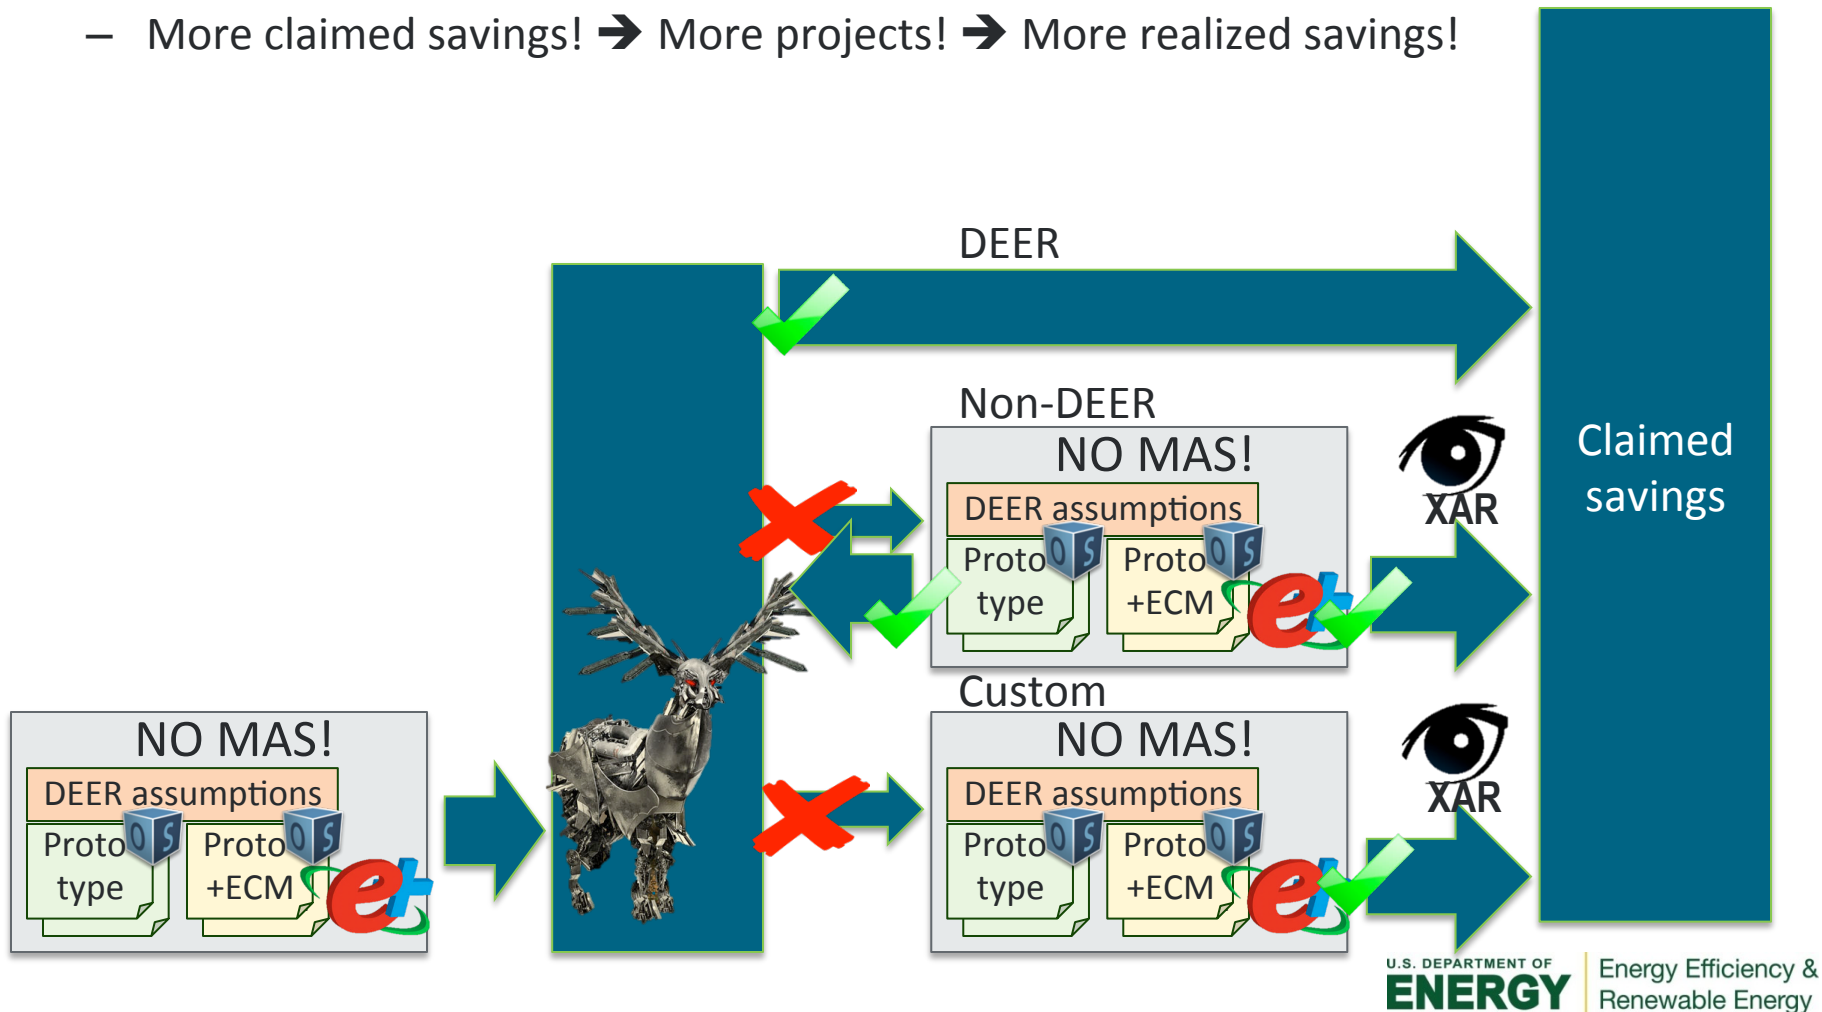 – More claimed savings! ➔ More projects! ➔ More realized savings!
DEER
Non-DEER
NO MAS!
DEER assumptions
Proto
type
O S
Proto
+ECM
O S
e+
XAR
Claimed
savings
Custom
NO MAS!
DEER assumptions
Proto
type
O S
Proto
+ECM
O S
e+
XAR
NO MAS!
DEER assumptions
Proto
type
O S
Proto
+ECM
O S
e+
U.S. DEPARTMENT OF
ENERGY
Energy Efficiency &
Renewable Energy